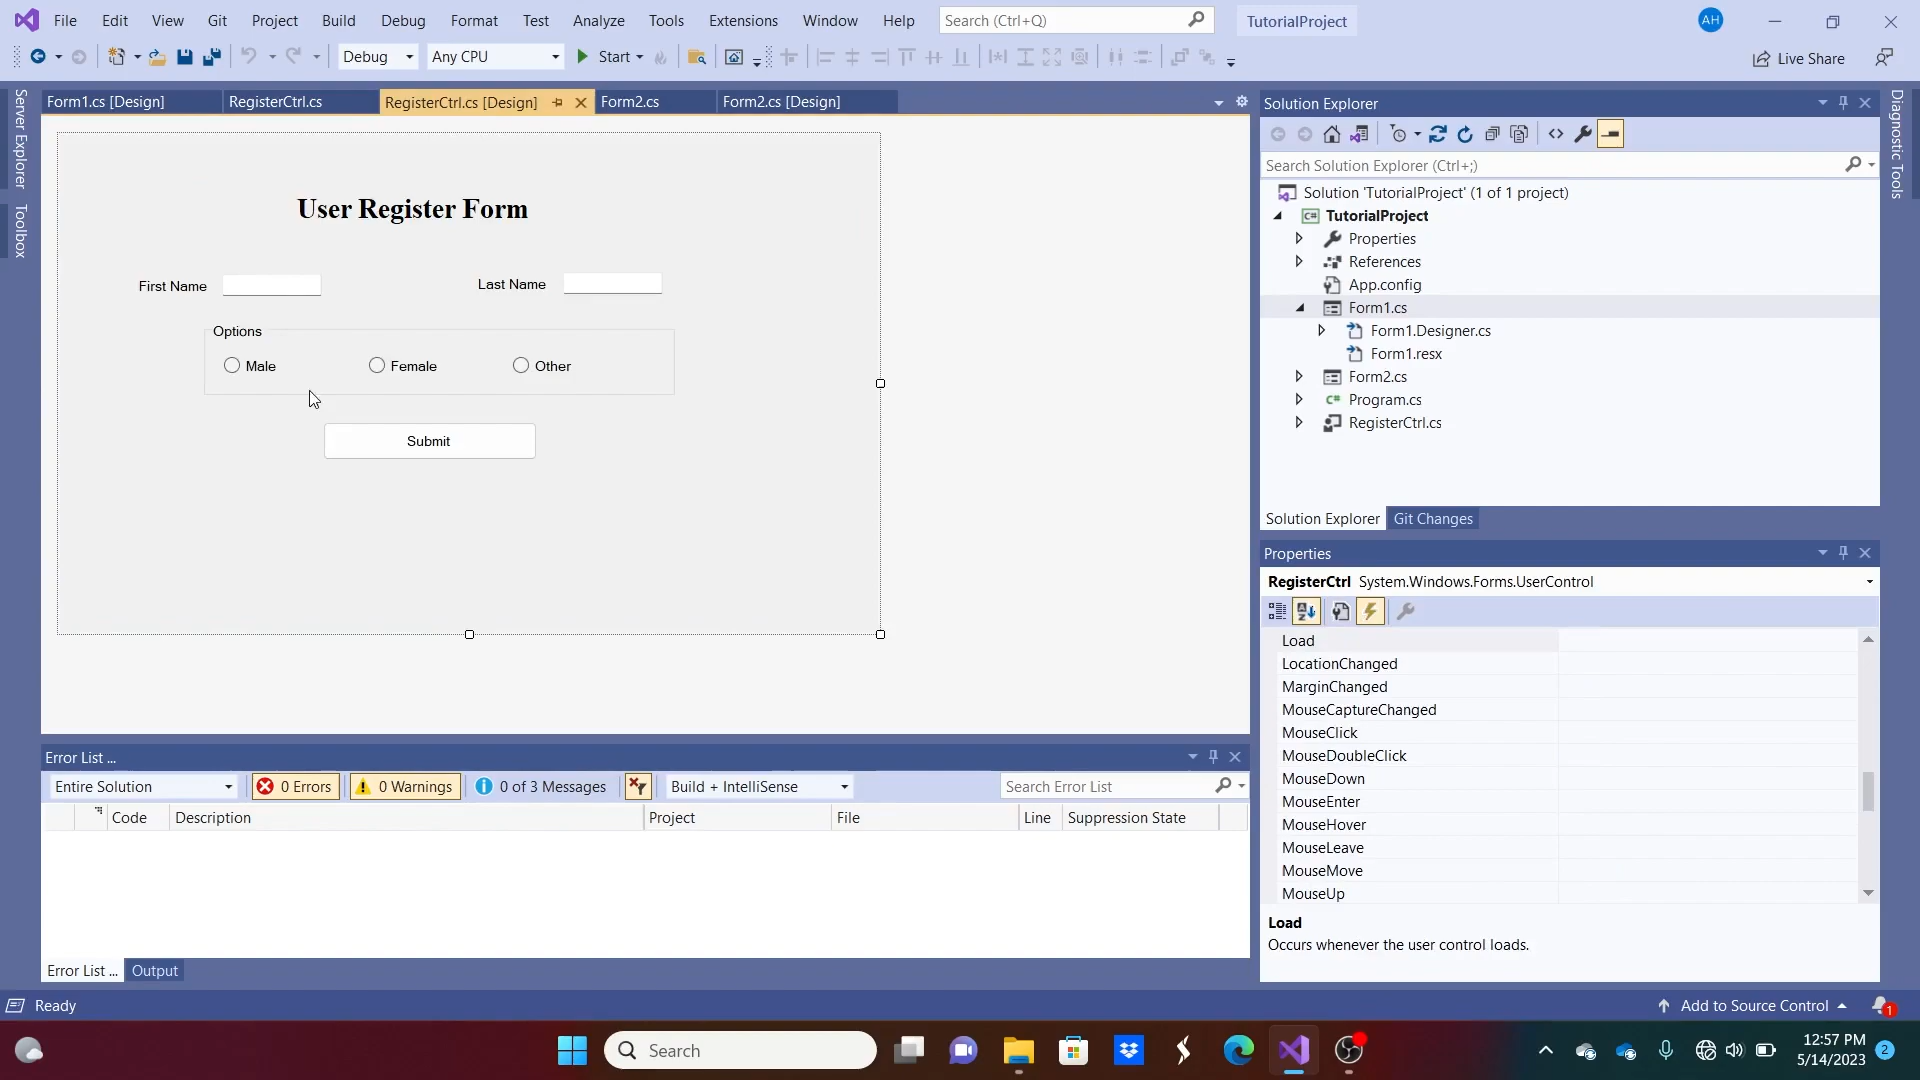 File Edit View Git Project Build Debug Format Test Analyze Tools Extensions Window Help Search (Ctrl+Q) TutorialProject AH
Debug Any CPU Start Live Share
Server Explorer
Toolbox
Form1.cs [Design] RegisterCtrl.cs RegisterCtrl.cs [Design] Form2.cs Form2.cs [Design]
User Register Form
First Name Last Name
Options
Male Female Other
Submit
Solution Explorer
Search Solution Explorer (Ctrl+;)
Solution 'TutorialProject' (1 of 1 project)
C# TutorialProject
Properties
References
App.config
Form1.cs
Form1.Designer.cs
Form1.resx
Form2.cs
C# Program.cs
RegisterCtrl.cs
Solution Explorer Git Changes
Diagnostic Tools
Properties
RegisterCtrl System.Windows.Forms.UserControl
Load
LocationChanged
MarginChanged
MouseCaptureChanged
MouseClick
MouseDoubleClick
MouseDown
MouseEnter
MouseHover
MouseLeave
MouseMove
MouseUp
Load
Occurs whenever the user control loads.
Error List ...
Entire Solution 0 Errors 0 Warnings 0 of 3 Messages Build + IntelliSense Search Error List
Code Description Project File Line Suppression State
Error List ... Output
Ready Add to Source Control 1
Search 12:57 PM
5/14/2023 2